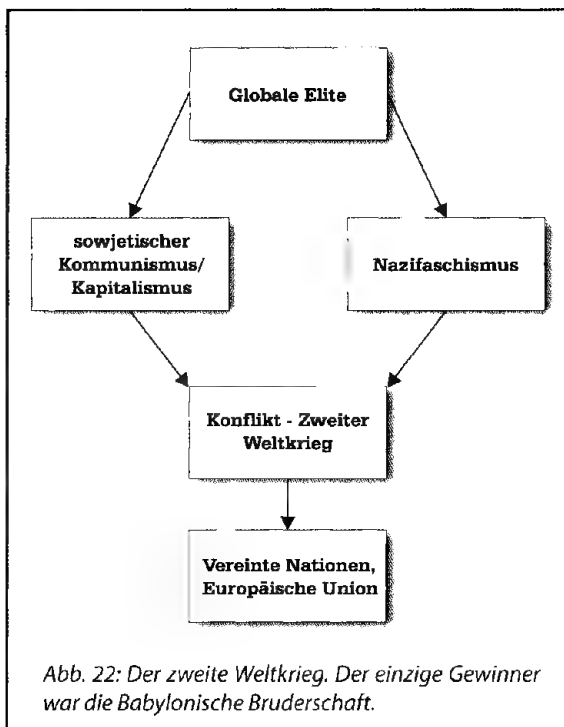 Globale Elite
sowjetischer
Kommunismus/
Kapitalismus
Nazifaschismus
Konflikt - Zweiter
Weltkrieg
Vereinte Nationen,
Europäische Union
Abb. 22: Der zweite Weltkrieg. Der einzige Gewinner
war die Babylonische Bruderschaft.